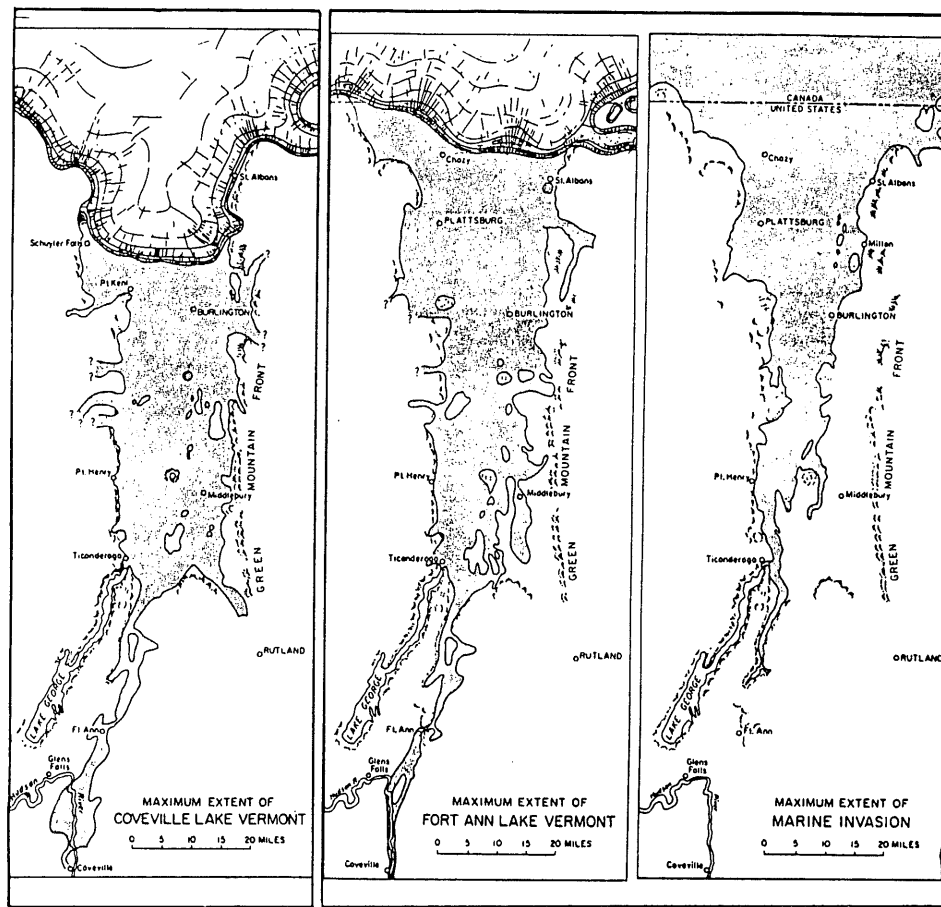 St. Albans
Schuyler Falls
Pt. Kent
BURLINGTON
?
?
?
?
?
FRONT
MOUNTAIN
GREEN
Pt. Henry
Middlebury
Ticonderoga
RUTLAND
LAKE GEORGE
Ft. Ann
Glens
Falls
Hudson
River
MAXIMUM EXTENT OF
COVEVILLE LAKE VERMONT
0 5 10 15 20 MILES
Coveville
Chazy
St. Albans
PLATTSBURG
?
?
BURLINGTON
FRONT
MOUNTAIN
GREEN
Pt. Henry
Middlebury
Ticonderoga
RUTLAND
LAKE GEORGE
Ft. Ann
Glens
Falls
Hudson R.
MAXIMUM EXTENT OF
FORT ANN LAKE VERMONT
0 5 10 15 20 MILES
Coveville
CANADA
UNITED STATES
Chazy
St. Albans
PLATTSBURG
Milton
BURLINGTON
FRONT
MOUNTAIN
GREEN
Pt. Henry
Middlebury
Ticonderoga
RUTLAND
LAKE GEORGE
Ft. Ann
Glens
Falls
Hudson
River
MAXIMUM EXTENT OF
MARINE INVASION
0 5 10 15 20 MILES
Coveville